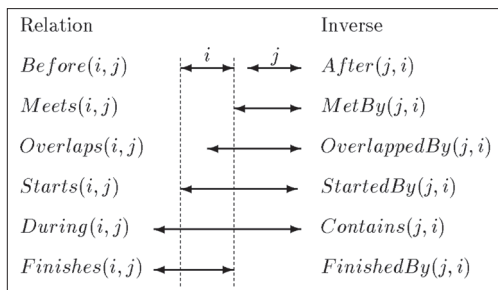 Relation Inverse
Before(i, j) i j After(j, i)
Meets(i, j) MetBy(j, i)
Overlaps(i, j) OverlappedBy(j, i)
Starts(i, j) StartedBy(j, i)
During(i, j) Contains(j, i)
Finishes(i, j) FinishedBy(j, i)